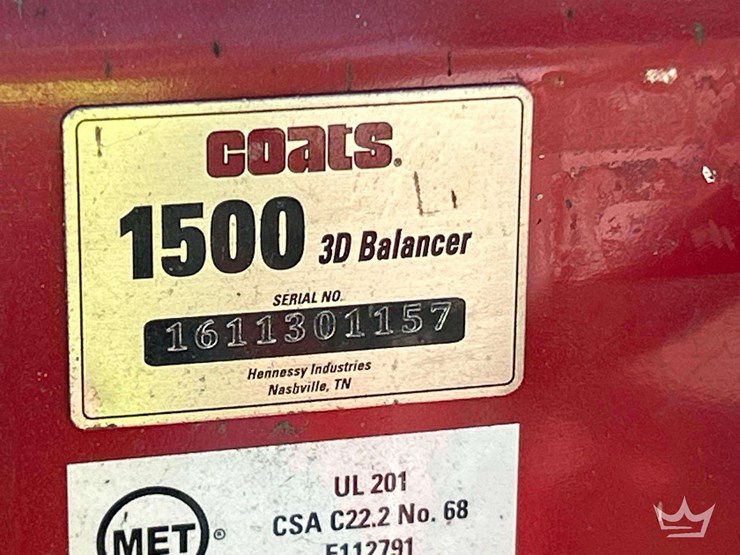 coats.
1500 3D Balancer
SERIAL NO.
1611301157
Hennessy Industries
Nashville, TN
UL 201
CSA C22.2 No. 68
E112791
MET